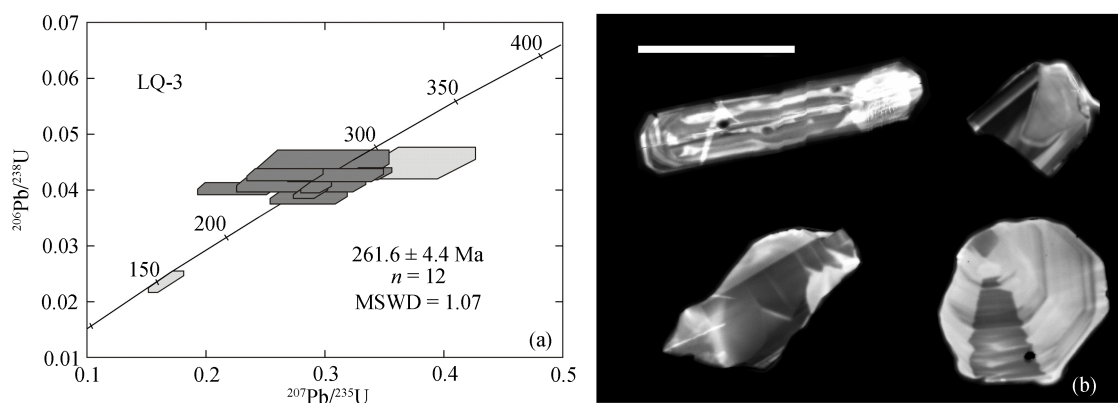 0.07
400
LQ-3
0.06
350
0.05
300
0.04
200
0.03
150
261.6 ± 4.4 Ma
n = 12
MSWD = 1.07
0.02
0.01
(a)
0.1
0.2
0.3
0.4
0.5
²⁰⁶Pb/²³⁸U
²⁰⁷Pb/²³⁵U
(b)